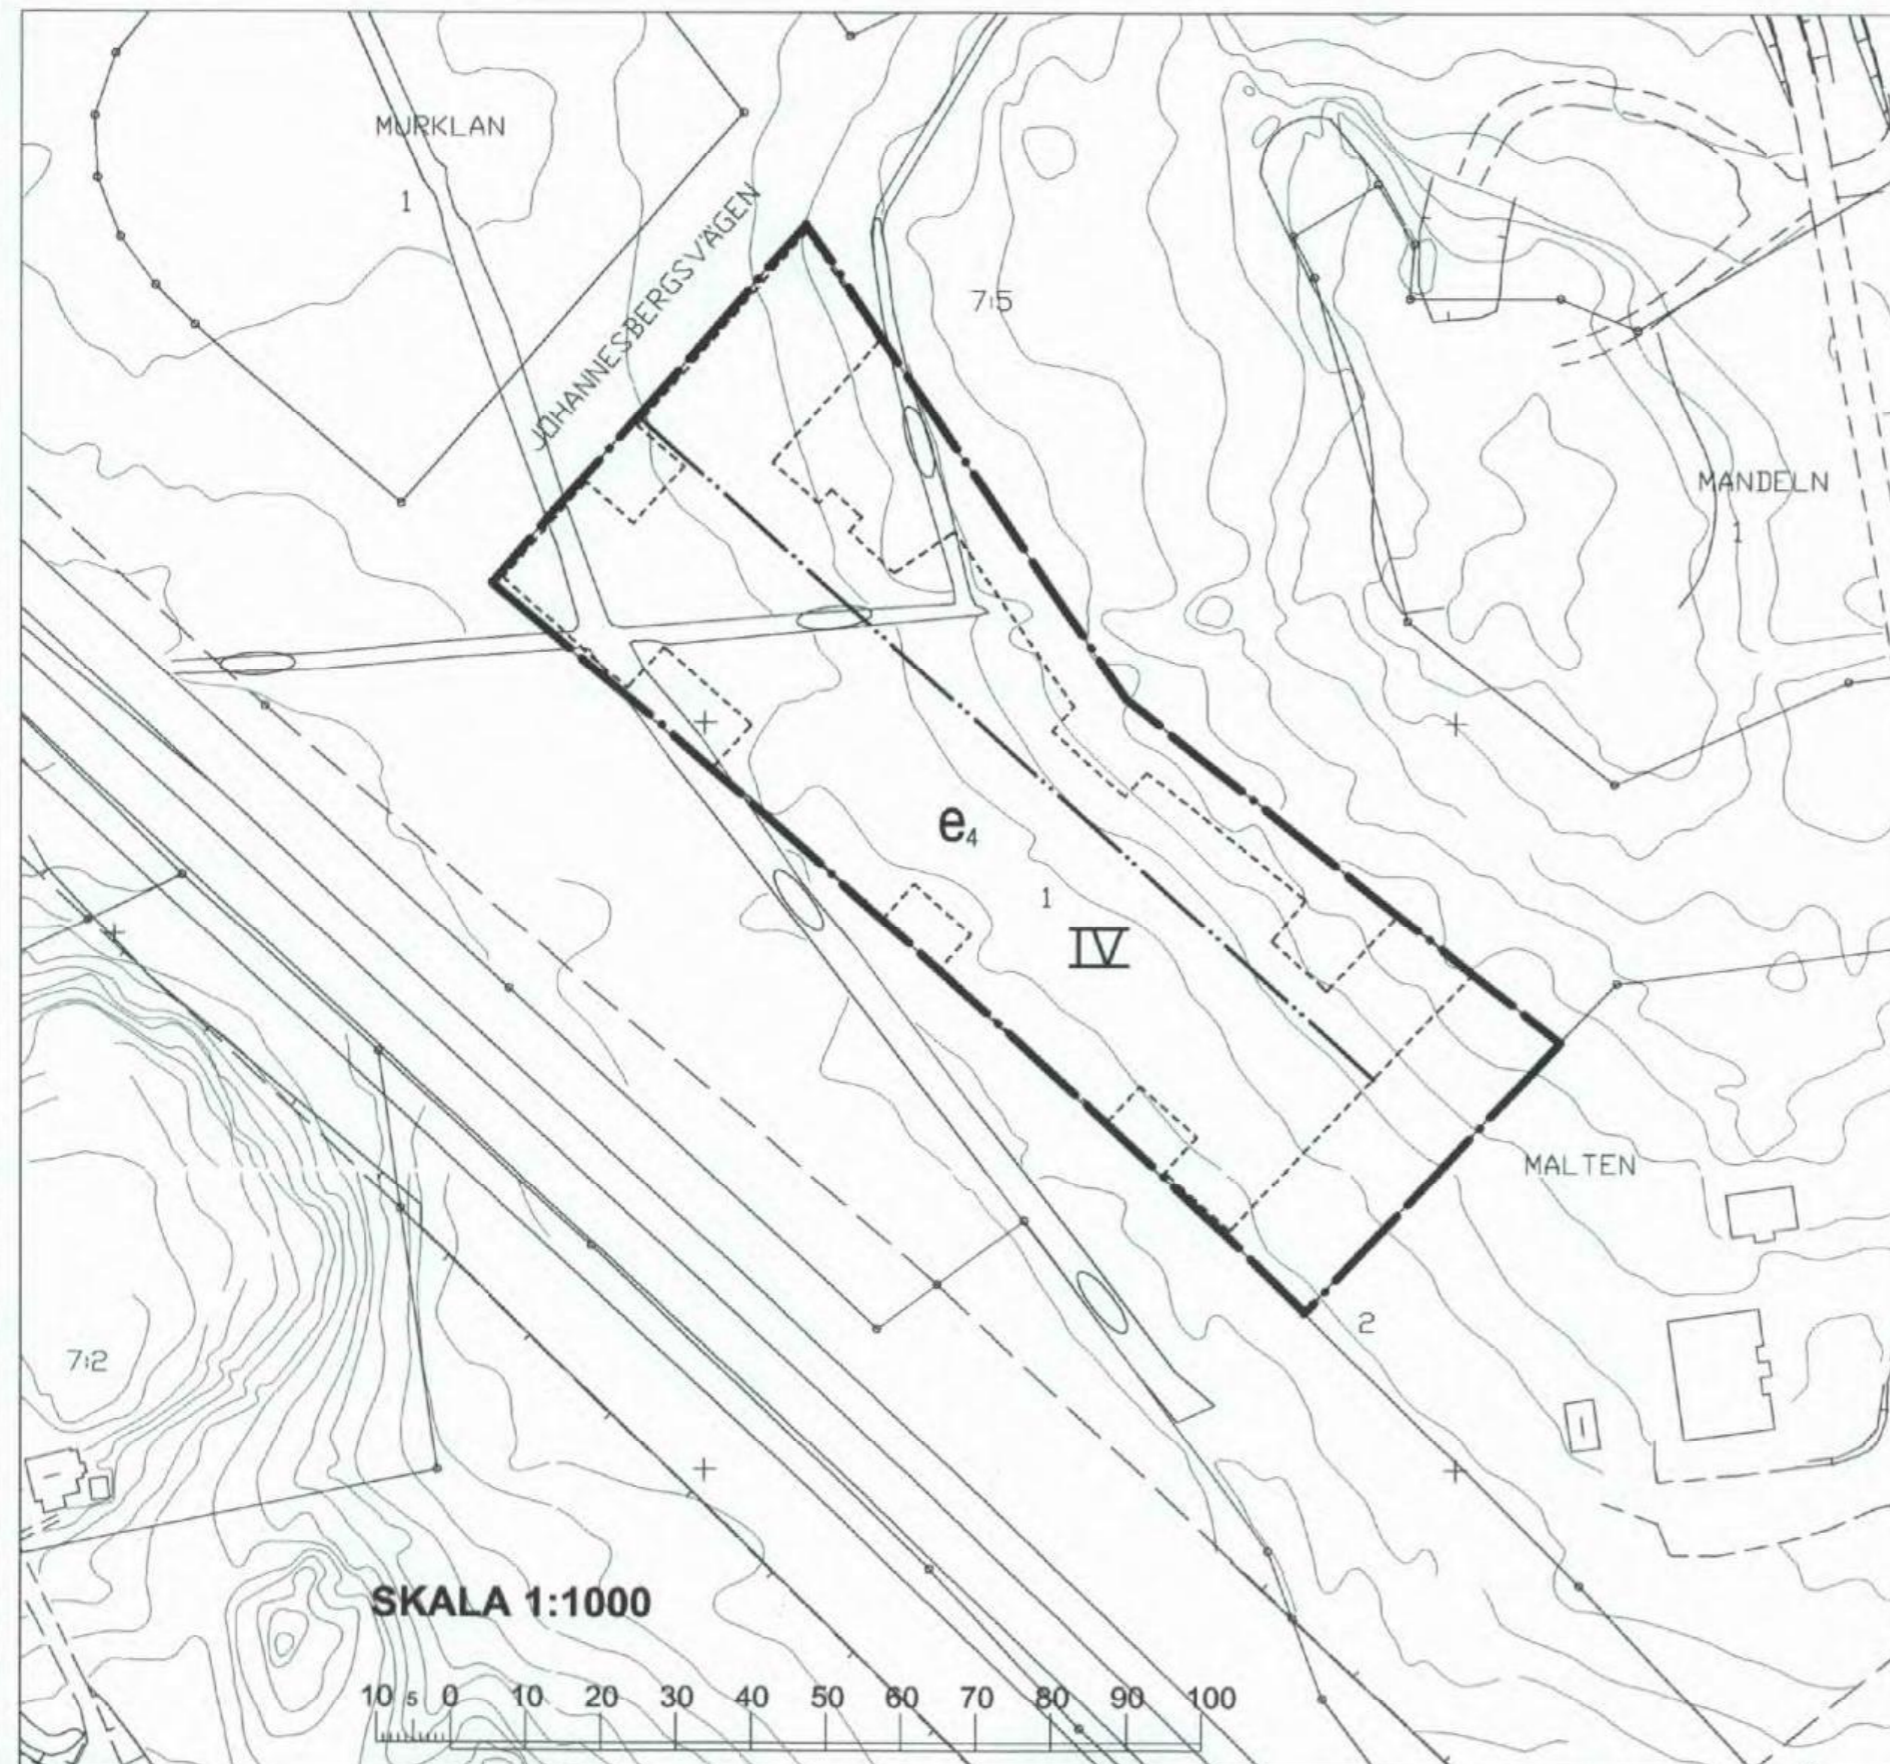 MURKLAN
1
JOHANNESBERGSVÄGEN
7:5
MANDELN
1
e4
1
IV
MALTEN
2
7:2
SKALA 1:1000
10 5 0 10 20 30 40 50 60 70 80 90 100